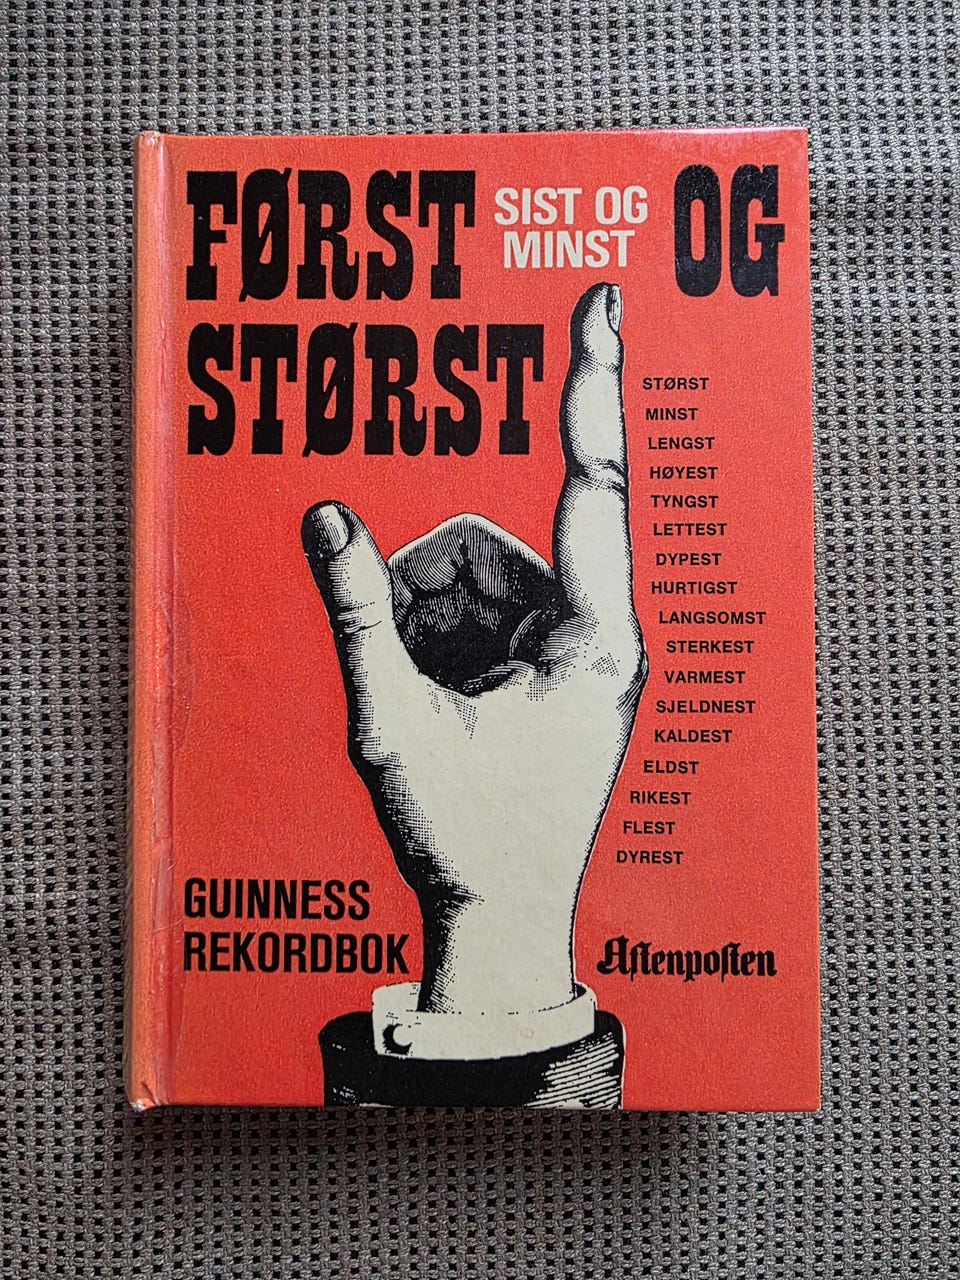 FØRST SIST OG OG
MINST
STØRST
STØRST
MINST
LENGST
HØYEST
TYNGST
LETTEST
DYPEST
HURTIGST
LANGSOMST
STERKEST
VARMEST
SJELDNEST
KALDEST
ELDST
RIKEST
FLEST
DYREST
GUINNESS
REKORDBOK
Aftenposten